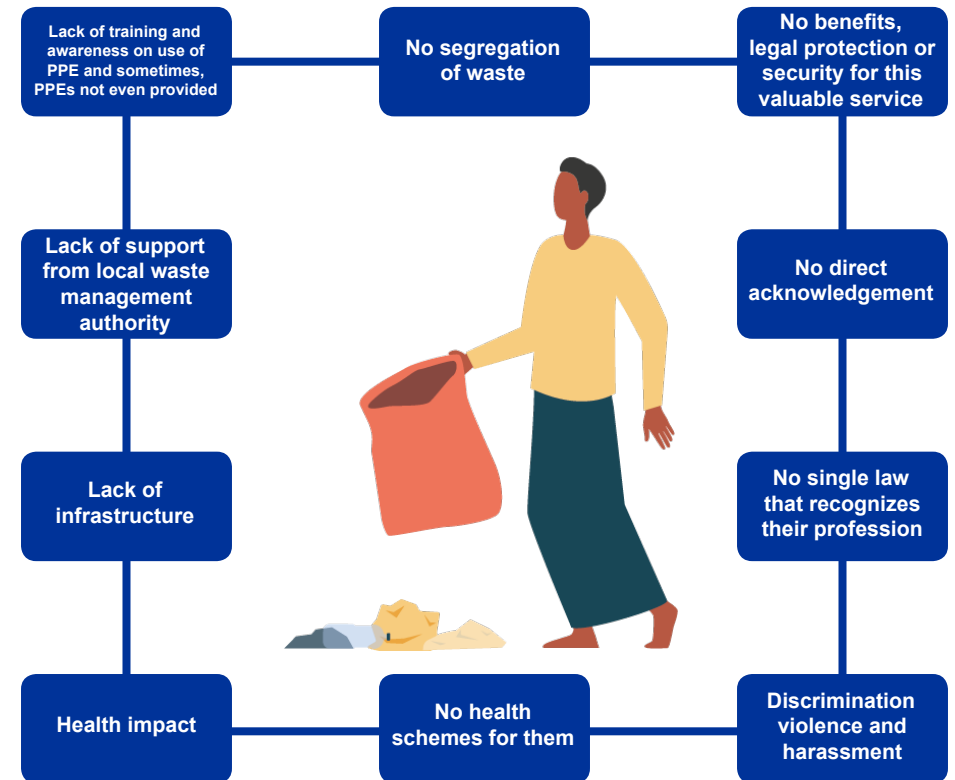 Lack of training and
awareness on use of
PPE and sometimes,
PPEs not even provided
No segregation
of waste
No benefits,
legal protection or
security for this
valuable service
Lack of support
from local waste
management
authority
No direct
acknowledgement
Lack of
infrastructure
No single law
that recognizes
their profession
Health impact
No health
schemes for them
Discrimination
violence and
harassment